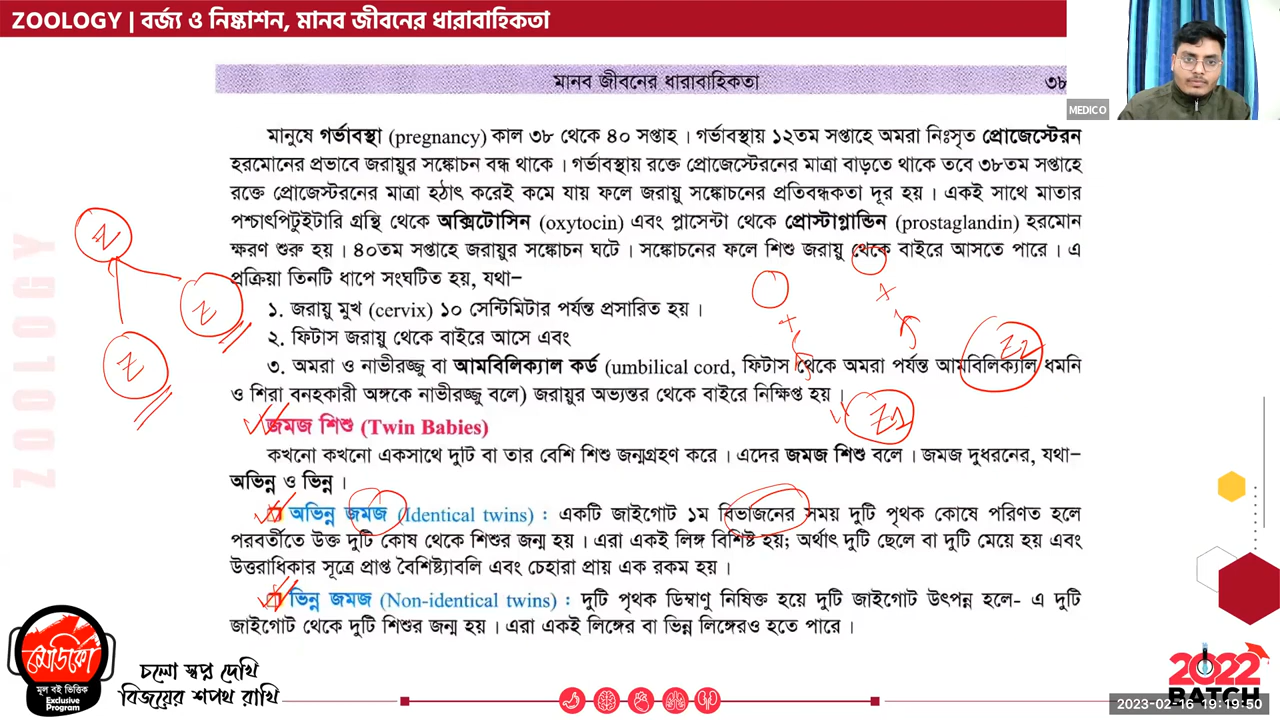 ZOOLOGY | বর্জ্য ও নিষ্কাশন, মানব জীবনের ধারাবাহিকতা
মানব জীবনের ধারাবাহিকতা
৩৮
MEDICO
মানুষে গর্ভাবস্থা (pregnancy) কাল ৩৮ থেকে ৪০ সপ্তাহ। গর্ভাবস্থায় ১২তম সপ্তাহে অমরা নিঃসৃত প্রোজেস্টেরন
হরমোনের প্রভাবে জরায়ুর সঙ্কোচন বন্ধ থাকে। গর্ভাবস্থায় রক্তে প্রোজেস্টেরনের মাত্রা বাড়তে থাকে তবে ৩৮তম সপ্তাহে
রক্তে প্রোজেস্টরনের মাত্রা হঠাৎ করেই কমে যায় ফলে জরায়ু সঙ্কোচনের প্রতিবন্ধকতা দূর হয়। একই সাথে মাতার
পশ্চাৎপিটুইটারি গ্রন্থি থেকে অক্সিটোসিন (oxytocin) এবং প্লাসেন্টা থেকে প্রোস্টাগ্লান্ডিন (prostaglandin) হরমোন
ক্ষরণ শুরু হয়। ৪০তম সপ্তাহে জরায়ুর সঙ্কোচন ঘটে। সঙ্কোচনের ফলে শিশু জরায়ু থেকে বাইরে আসতে পারে। এ
প্রক্রিয়া তিনটি ধাপে সংঘটিত হয়, যথা–
১. জরায়ু মুখ (cervix) ১০ সেন্টিমিটার পর্যন্ত প্রসারিত হয়।
২. ফিটাস জরায়ু থেকে বাইরে আসে এবং
৩. অমরা ও নাভীরজ্জু বা আমবিলিক্যাল কর্ড (umbilical cord, ফিটাস থেকে অমরা পর্যন্ত আমবিলিক্যাল ধমনি
ও শিরা বনহকারী অঙ্গকে নাভীরজ্জু বলে) জরায়ুর অভ্যন্তর থেকে বাইরে নিক্ষিপ্ত হয়।
জমজ শিশু (Twin Babies)
কখনো কখনো একসাথে দুটি বা তার বেশি শিশু জন্মগ্রহণ করে। এদের জমজ শিশু বলে। জমজ দুধরনের, যথা–
অভিন্ন ও ভিন্ন।
অভিন্ন জমজ (Identical twins) : একটি জাইগোট ১ম বিভাজনের সময় দুটি পৃথক কোষে পরিণত হলে
পরবর্তীতে উক্ত দুটি কোষ থেকে শিশুর জন্ম হয়। এরা একই লিঙ্গ বিশিষ্ট হয়; অর্থাৎ দুটি ছেলে বা দুটি মেয়ে হয় এবং
উত্তরাধিকার সূত্রে প্রাপ্ত বৈশিষ্ট্যাবলি এবং চেহারা প্রায় এক রকম হয়।
ভিন্ন জমজ (Non-identical twins) : দুটি পৃথক ডিম্বাণু নিষিক্ত হয়ে দুটি জাইগোট উৎপন্ন হলে- এ দুটি
জাইগোট থেকে দুটি শিশুর জন্ম হয়। এরা একই লিঙ্গের বা ভিন্ন লিঙ্গেরও হতে পারে।
Z
Z
Z
Z2
Z1
ZOOLOGY
মেডিকো
মূল বই ভিত্তিক
Exclusive
Program
চলো স্বপ্ন দেখি
বিজয়ের শপথ রাখি
2022
BATCH
2023-02-16 19:19:50